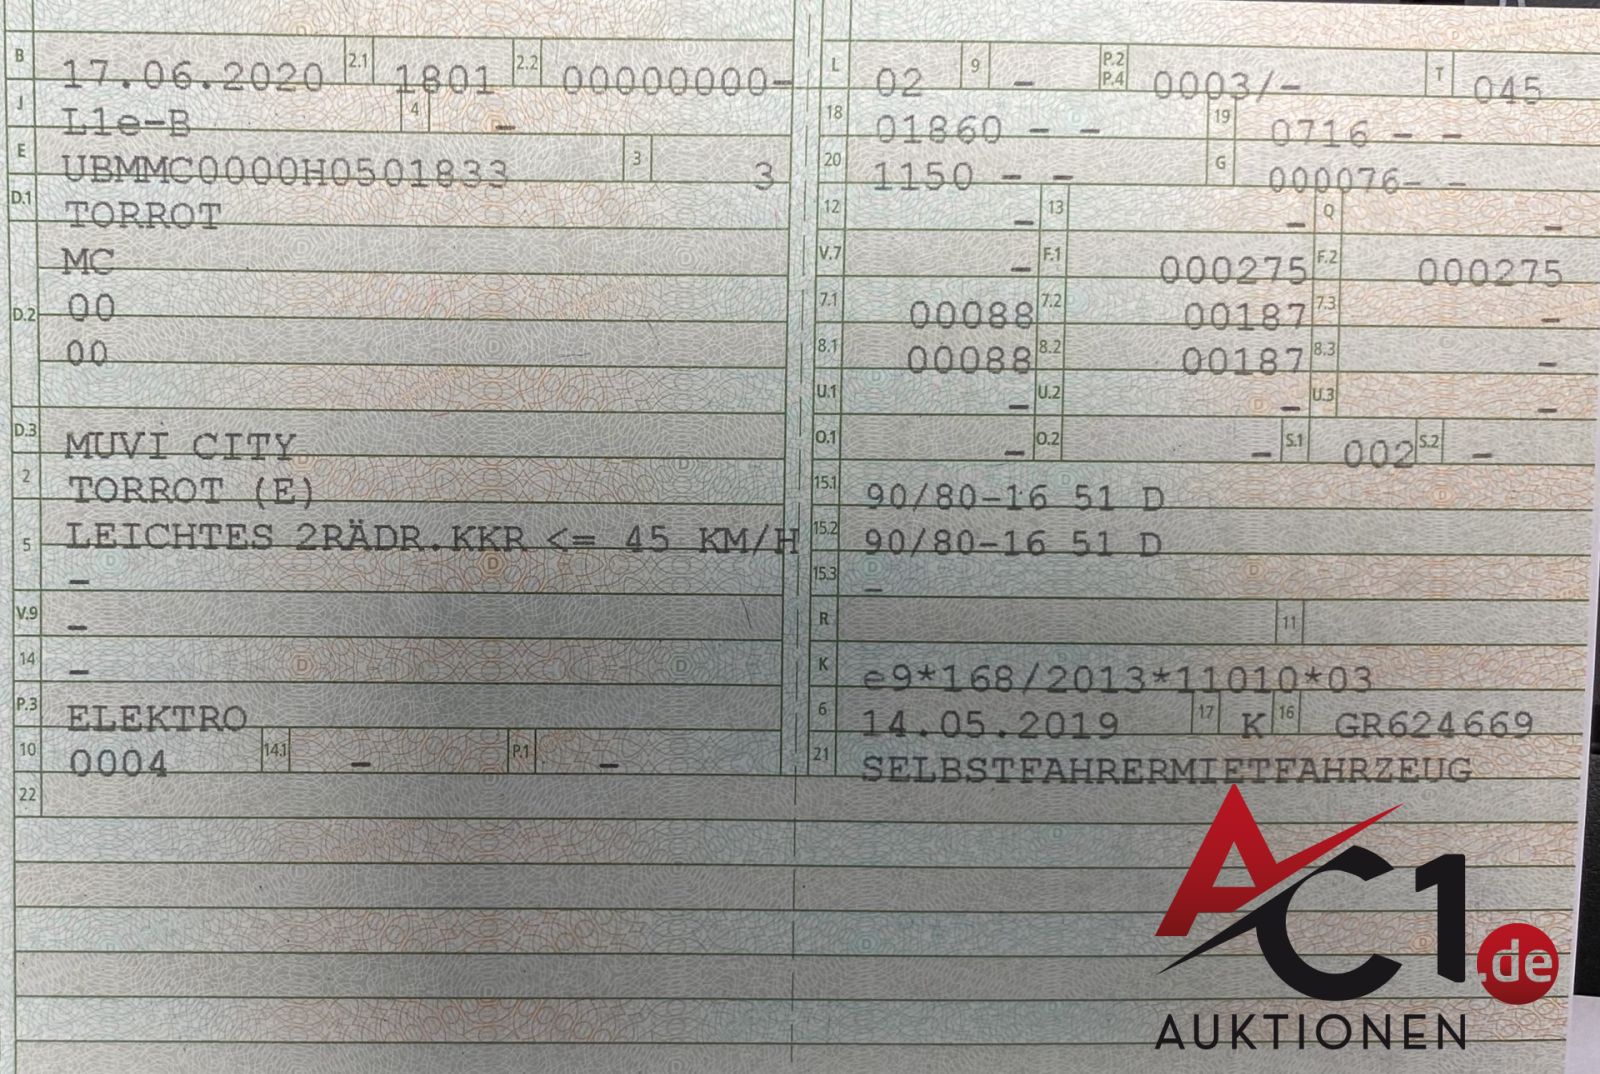 B 17.06.2020 2.1 1801 2.2 00000000-
J L1e-B 4 -
E UBMMC0000H0501833 3 3
D.1 TORROT
MC
D.2 00
00
D.3 MUVI CITY
2 TORROT (E)
5 LEICHTES 2RÄDR.KKR <= 45 KM/H
-
V.9 -
14 -
P.3 ELEKTRO
10 0004 14.1 - P.1 -
22
L 02 9 - P.2 P.4 0003/- T 045
18 01860 - - 19 0716 - -
20 1150 - - G 000076- -
12 - 13 - Q -
V.7 - F.1 000275 F.2 000275
7.1 00088 7.2 00187 7.3 -
8.1 00088 8.2 00187 8.3 -
U.1 - U.2 - U.3 -
O.1 - O.2 - S.1 002 S.2 -
15.1 90/80-16 51 D
15.2 90/80-16 51 D
15.3 -
R 11
K e9*168/2013*11010*03
6 14.05.2019 17 K 16 GR624669
21 SELBSTFAHRERMIETFAHRZEUG
AC1.de
AUKTIONEN